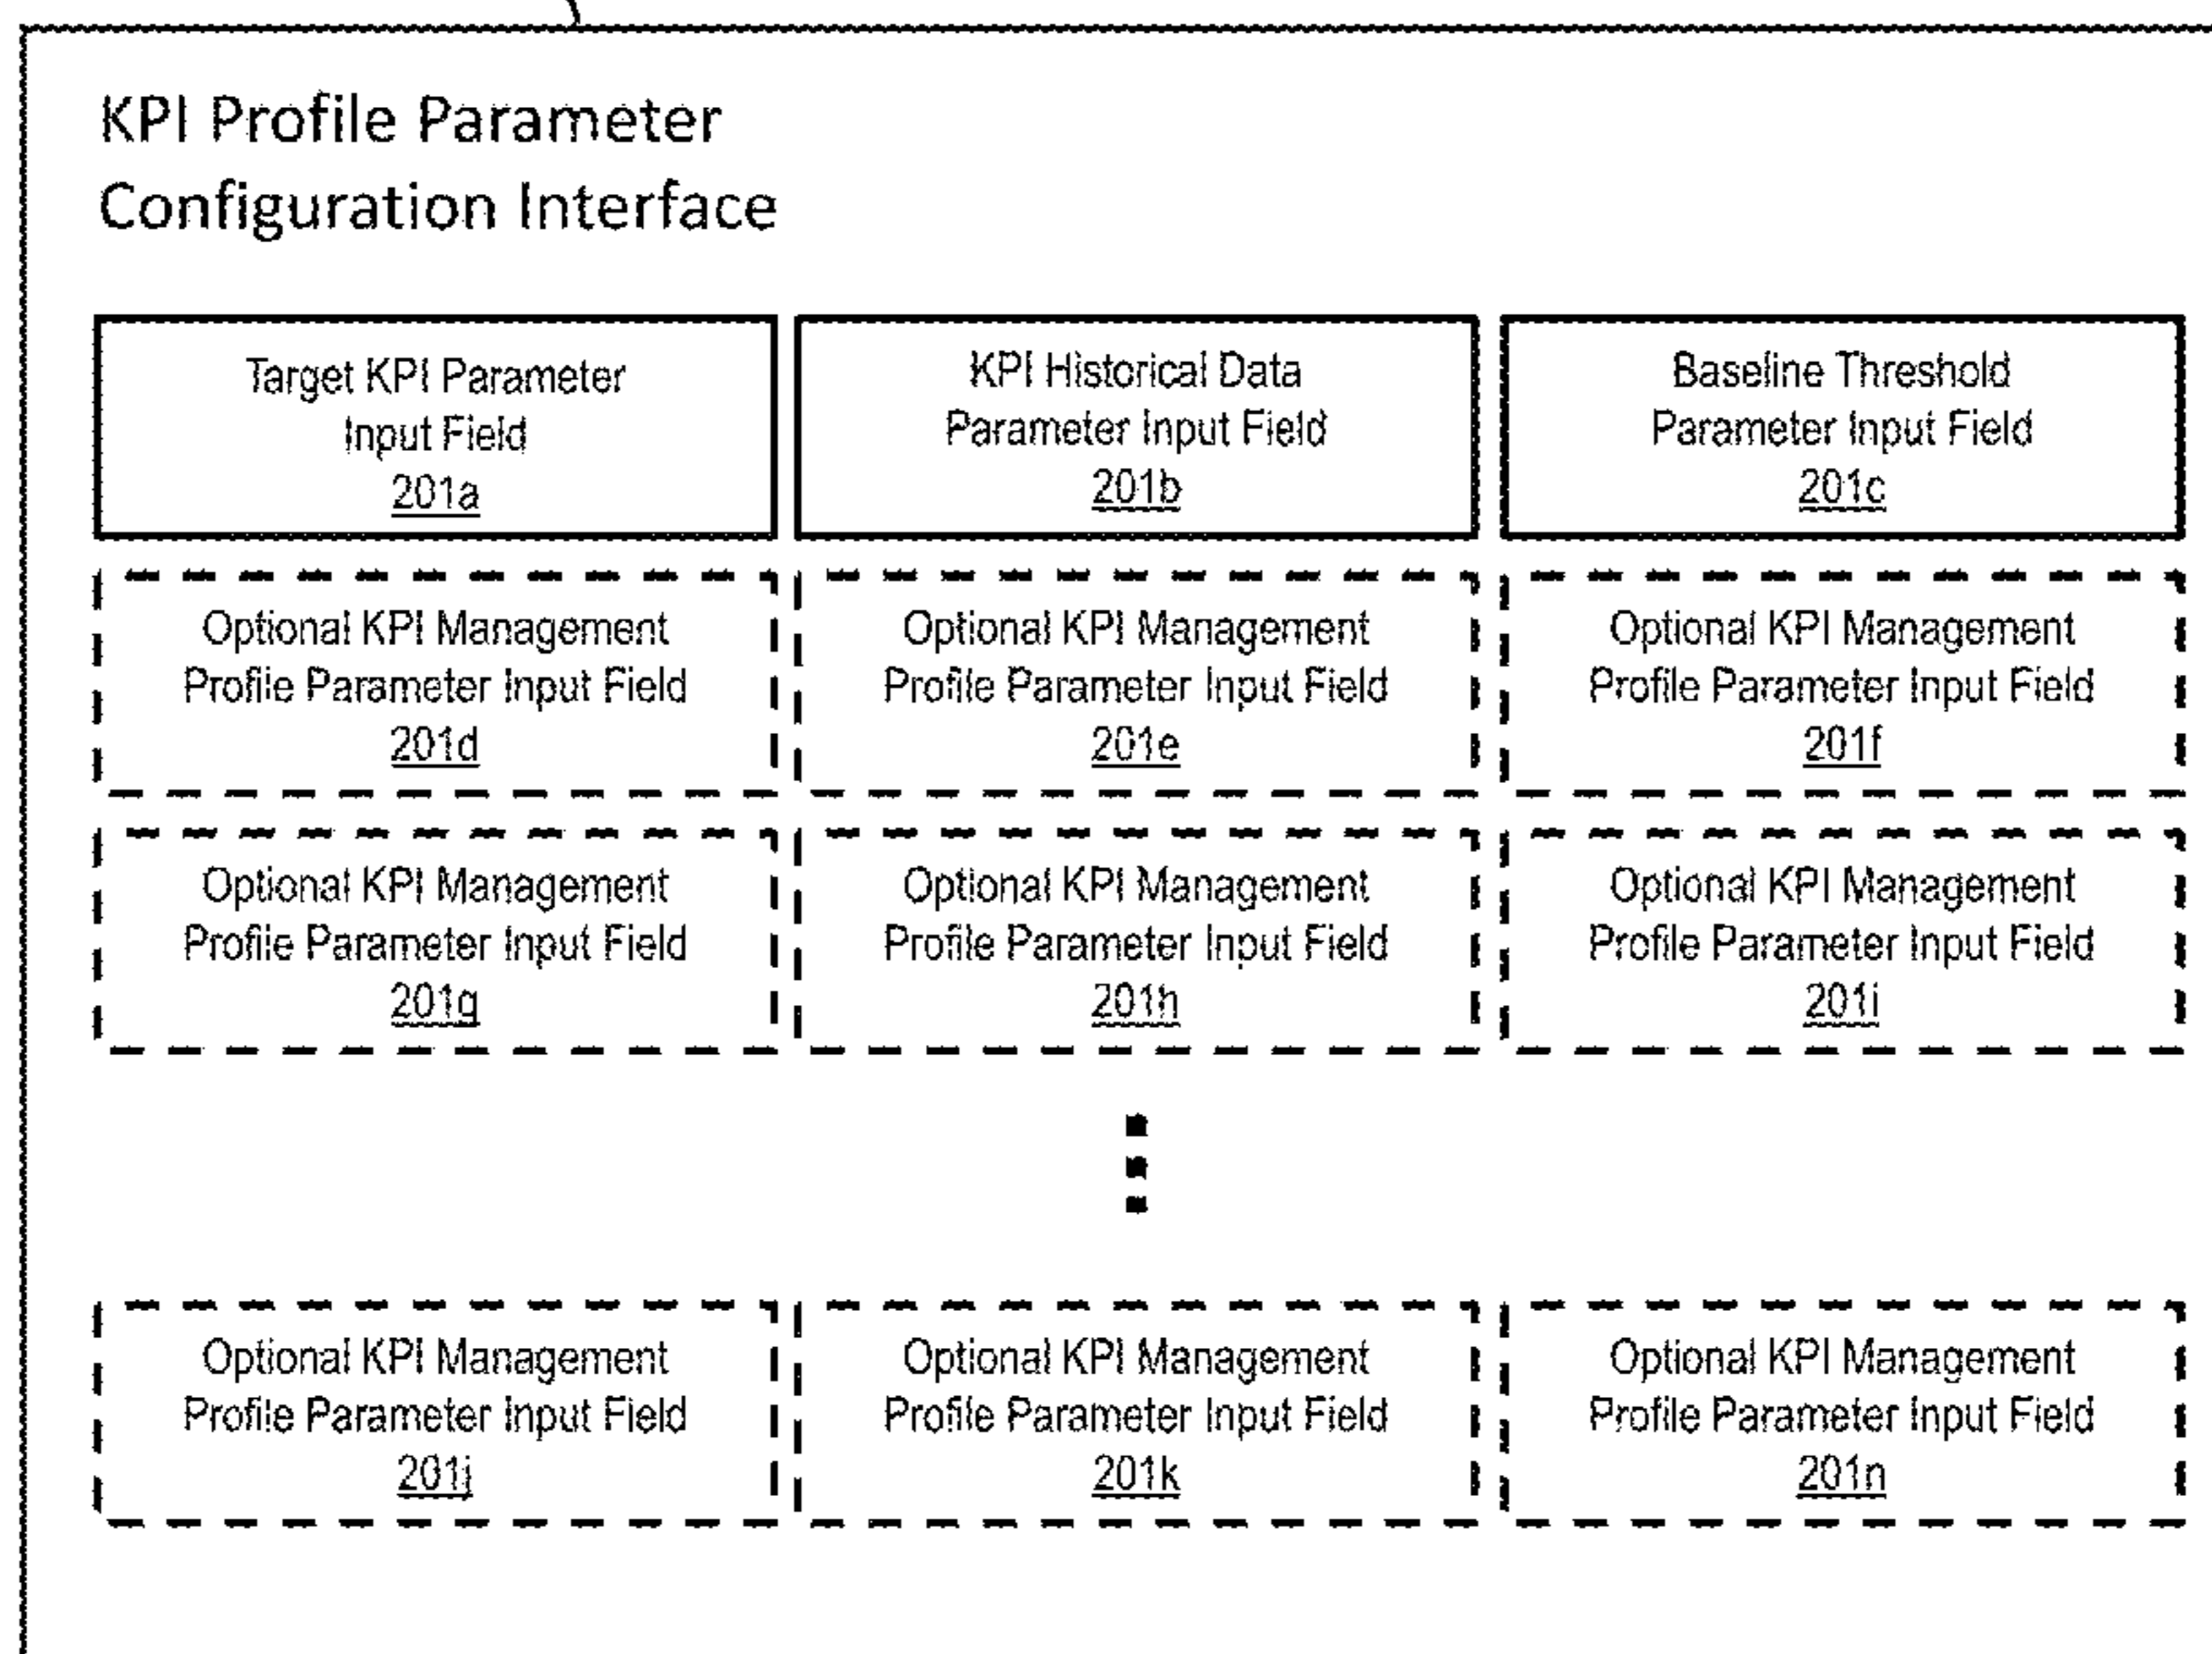 KPI Profile Parameter
Configuration Interface
Target KPI Parameter
Input Field
201a
KPI Historical Data
Parameter Input Field
201b
Baseline Threshold
Parameter Input Field
201c
Optional KPI Management
Profile Parameter Input Field
201d
Optional KPI Management
Profile Parameter Input Field
201e
Optional KPI Management
Profile Parameter Input Field
201f
Optional KPI Management
Profile Parameter Input Field
201g
Optional KPI Management
Profile Parameter Input Field
201h
Optional KPI Management
Profile Parameter Input Field
201i
Optional KPI Management
Profile Parameter Input Field
201j
Optional KPI Management
Profile Parameter Input Field
201k
Optional KPI Management
Profile Parameter Input Field
201n